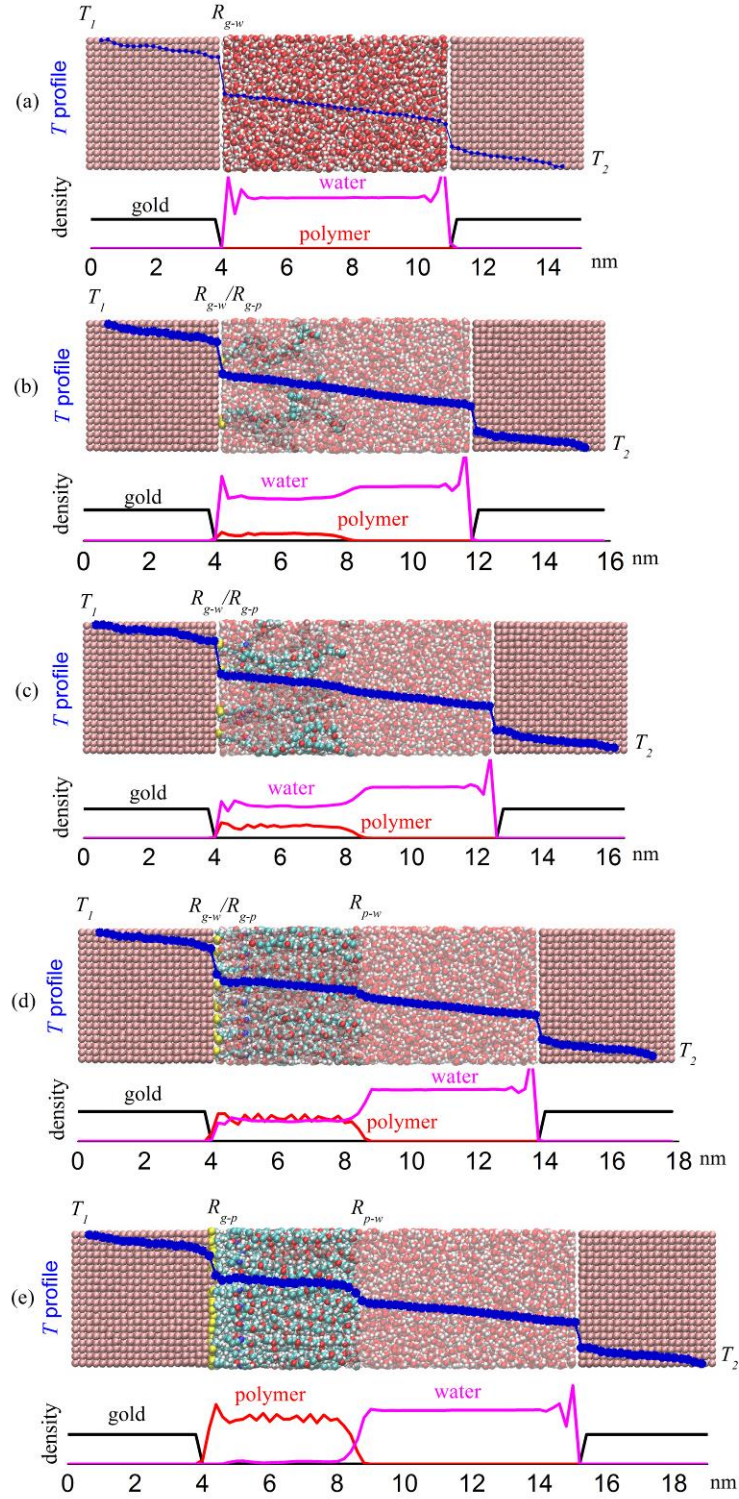 T1 Rg-w
(a) T profile
T2
density gold water polymer
0 2 4 6 8 10 12 14 nm
T1 Rg-w/Rg-p
(b) T profile
T2
density gold water polymer
0 2 4 6 8 10 12 14 16 nm
T1 Rg-w/Rg-p
(c) T profile
T2
density gold water polymer
0 2 4 6 8 10 12 14 16 nm
T1 Rg-w/Rg-p Rp-w
(d) T profile
T2
density gold water polymer
0 2 4 6 8 10 12 14 16 18 nm
T1 Rg-p Rp-w
(e) T profile
T2
density gold polymer water
0 2 4 6 8 10 12 14 16 18 nm